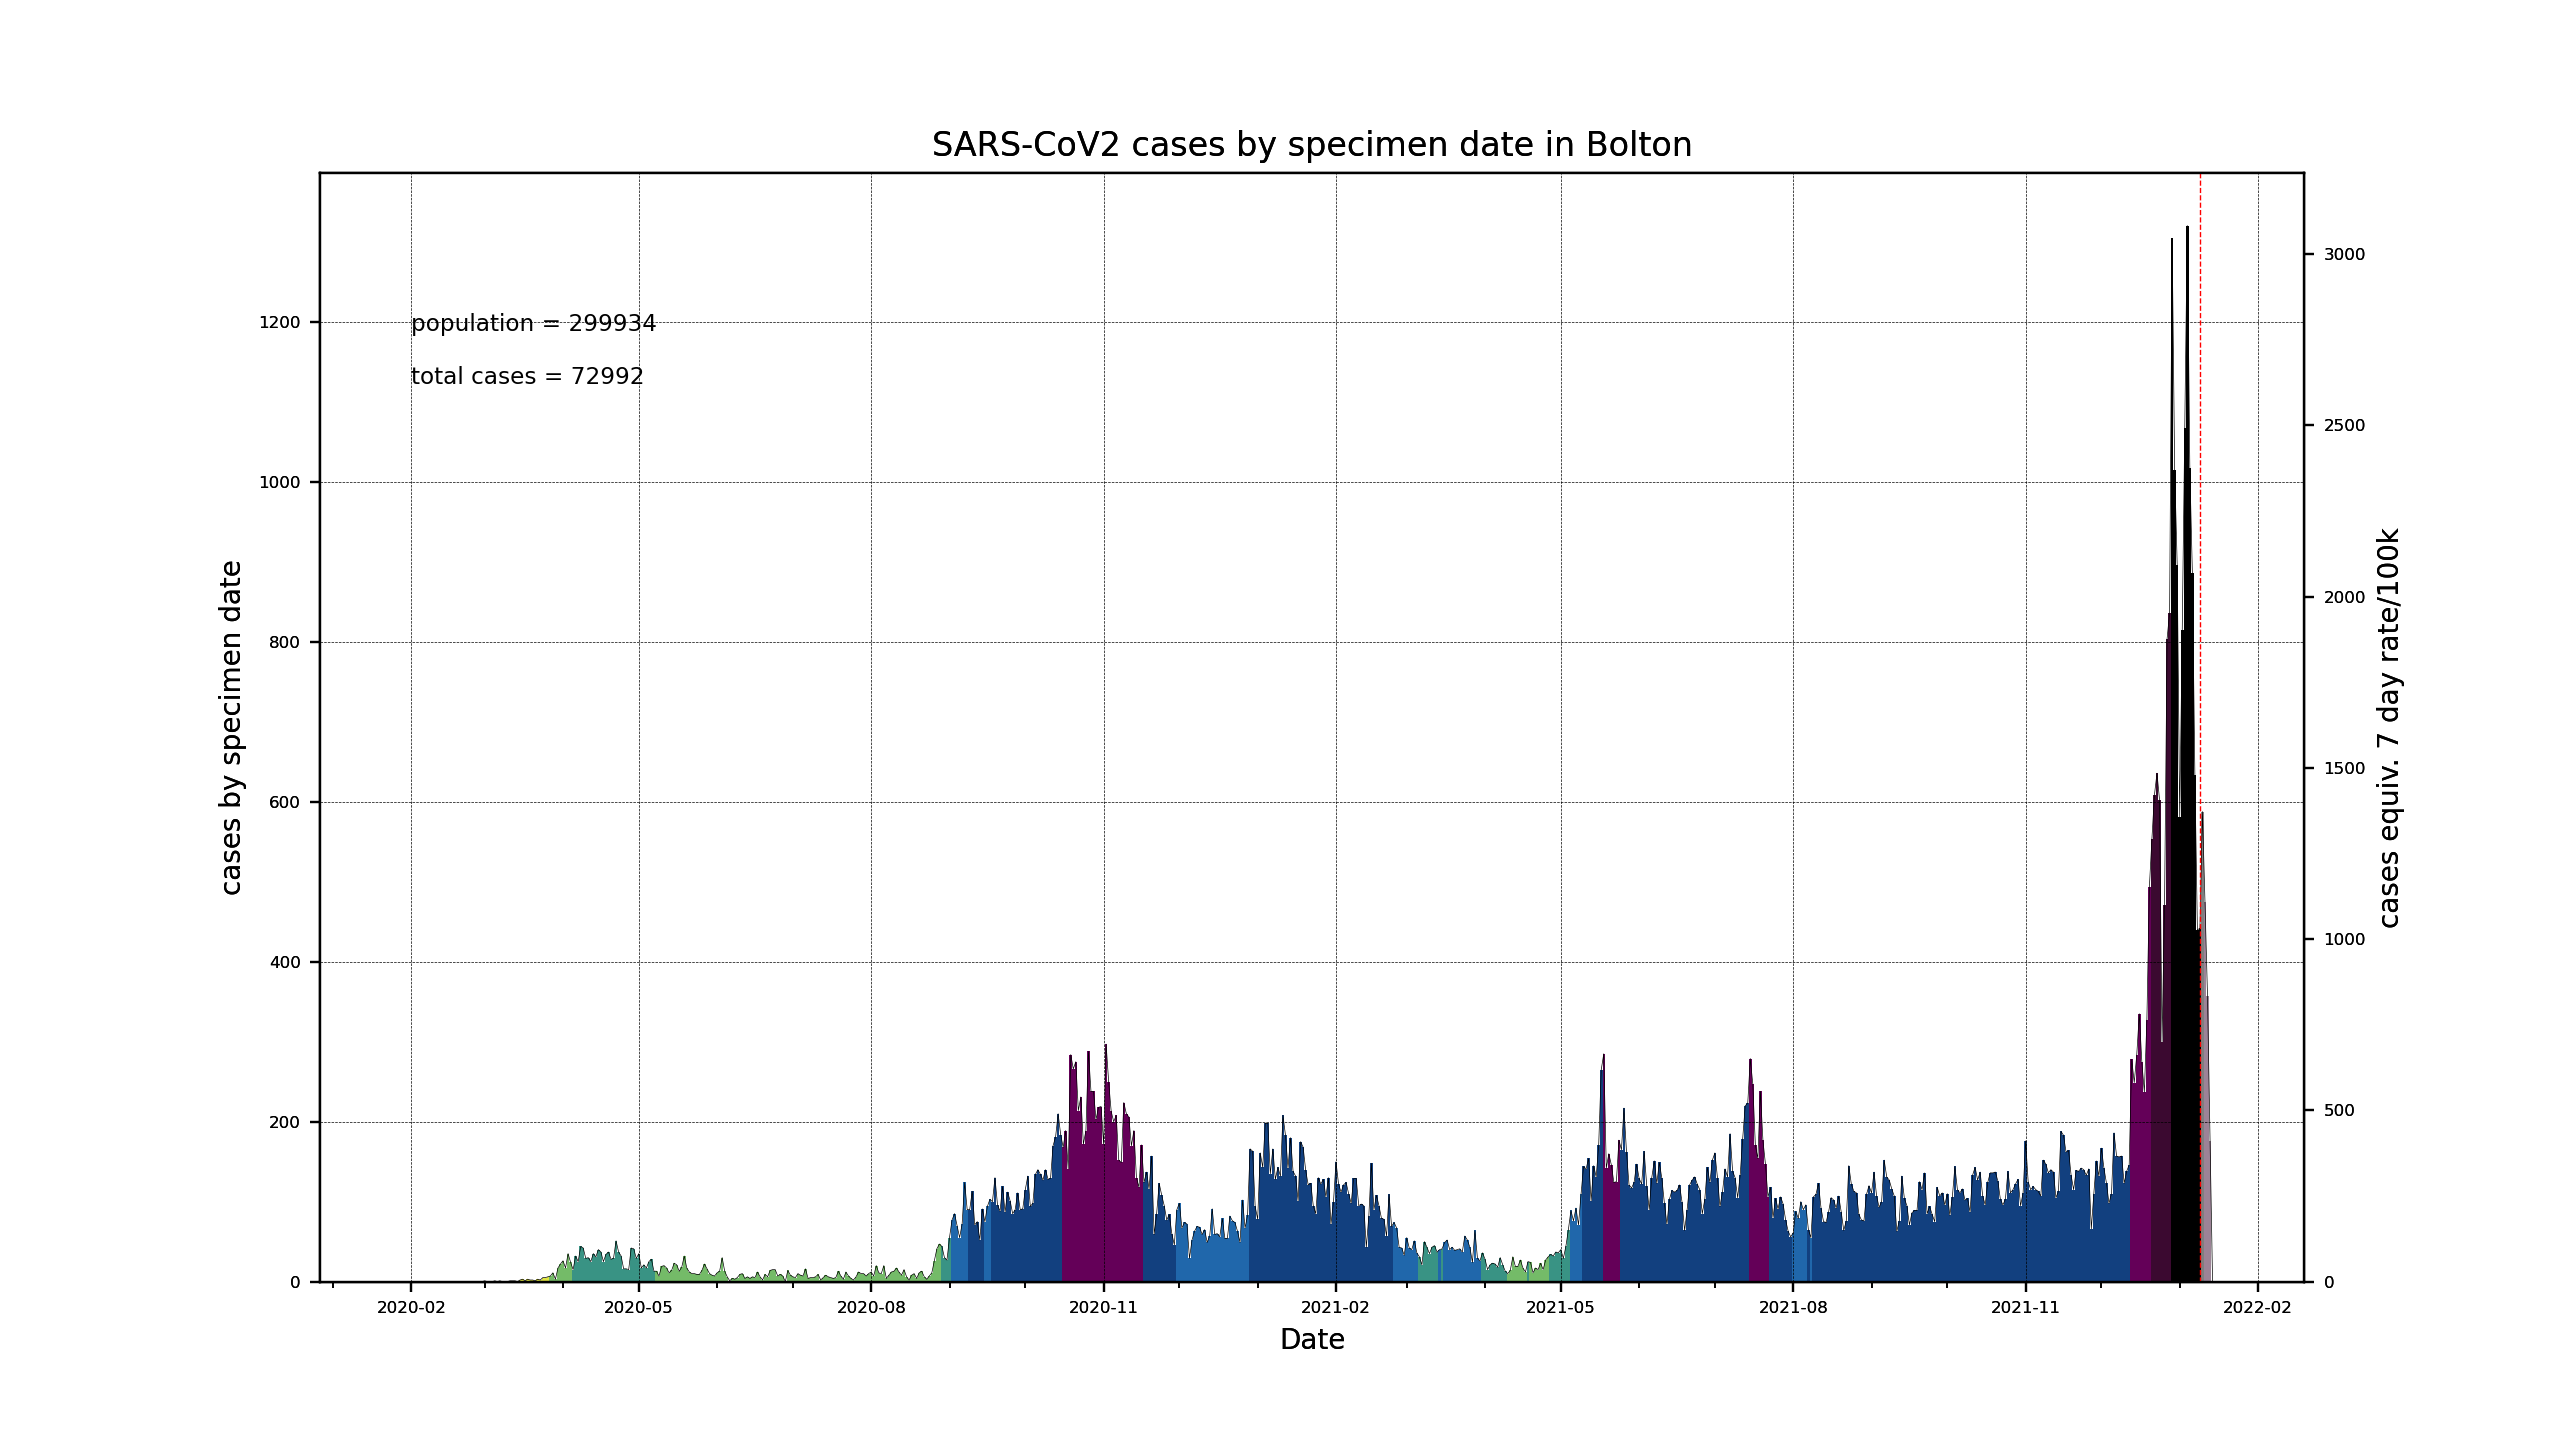 SARS-CoV2 cases by specimen date in Bolton
population = 299934
total cases = 72992
cases by specimen date
1200
1000
800
600
400
200
0
3000
2500
2000
1500
1000
500
0
cases equiv. 7 day rate/100k
2020-02 2020-05 2020-08 2020-11 2021-02 2021-05 2021-08 2021-11 2022-02
Date